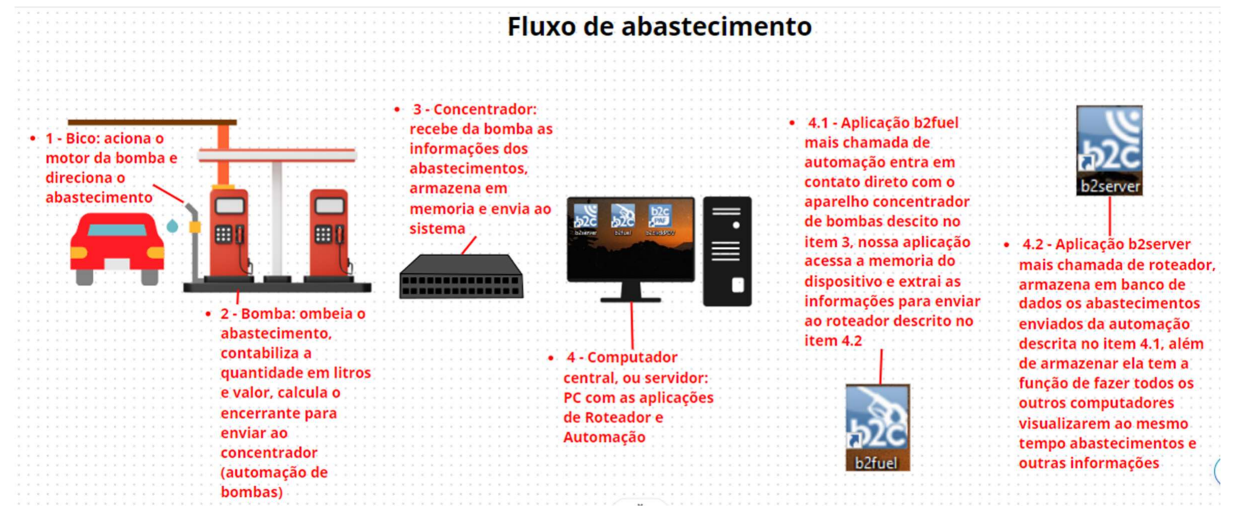 Fluxo de abastecimento
1 - Bico: aciona o
motor da bomba e
direciona o
abastecimento
2 - Bomba: ombeia o
abastecimento,
contabiliza a
quantidade em litros
e valor, calcula o
encerrante para
enviar ao
concentrador
(automação de
bombas)
3 - Concentrador:
recebe da bomba as
informações dos
abastecimentos,
armazena em
memoria e envia ao
sistema
4 - Computador
central, ou servidor:
PC com as aplicações
de Roteador e
Automação
4.1 - Aplicação b2fuel
mais chamada de
automação entra em
contato direto com o
aparelho concentrador
de bombas descito no
item 3, nossa aplicação
acessa a memoria do
dispositivo e extrai as
informações para enviar
ao roteador descrito no
item 4.2
b2c
b2fuel
b2c
b2server
4.2 - Aplicação b2server
mais chamada de roteador,
armazena em banco de
dados os abastecimentos
enviados da automação
descrita no item 4.1, além
de armazenar ela tem a
função de fazer todos os
outros computadores
visualizarem ao mesmo
tempo abastecimentos e
outras informações